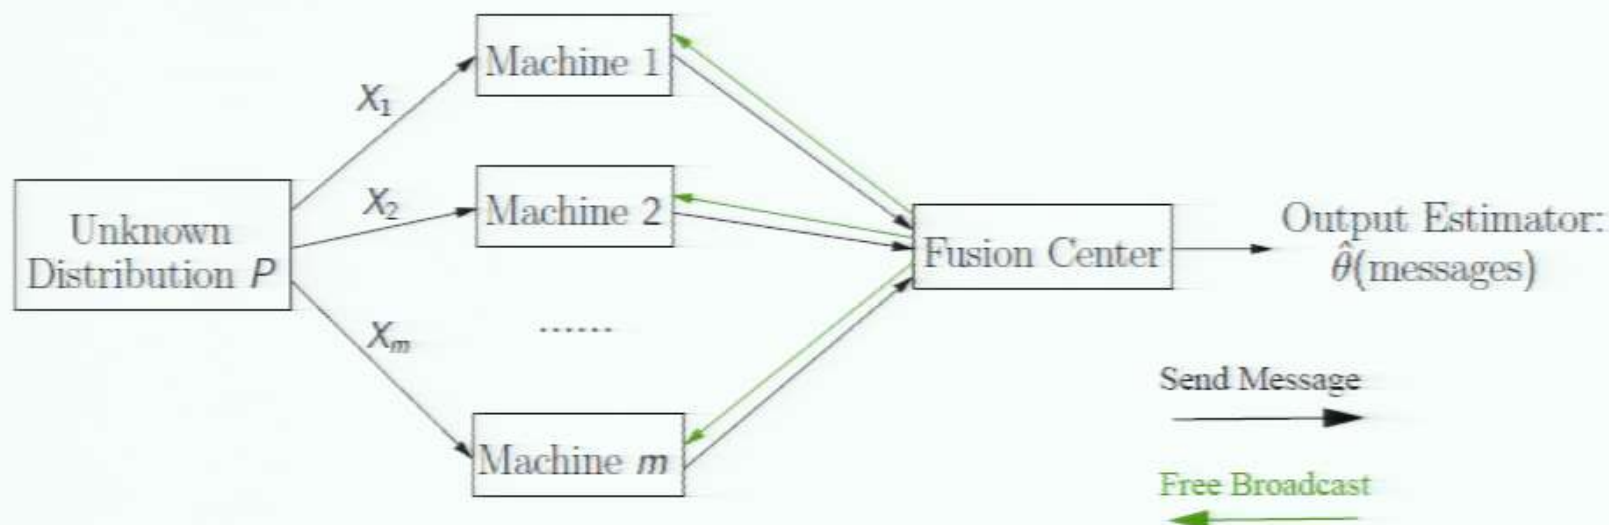 Machine 1
X₁
Unknown
Distribution P
X₂
Machine 2
Fusion Center
Output Estimator:
θ̂(messages)
Xₘ
......
Machine m
Send Message
Free Broadcast